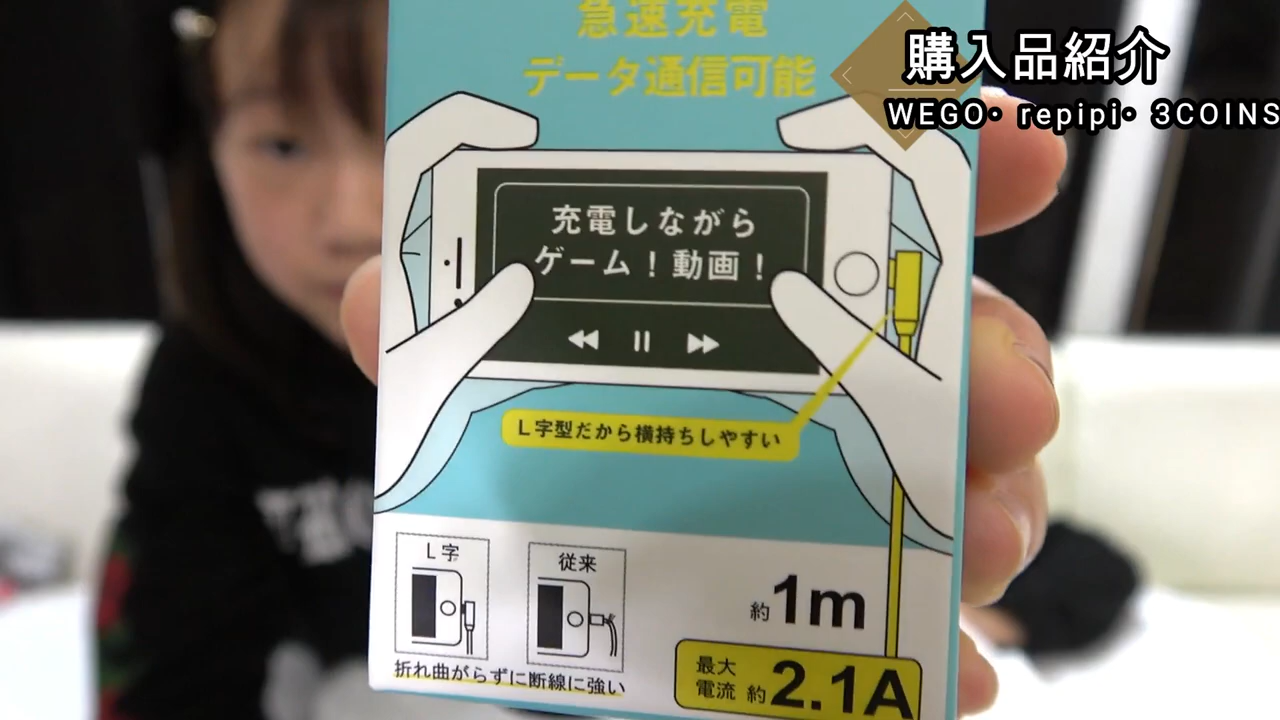 急速充電
データ通信可能
購入品紹介
WEGO・ repipi・ 3COINS
充電しながら
ゲーム！動画！
L字型だから横持ちしやすい
L字
従来
折れ曲がらずに断線に強い
約1m
最大
電流 約2.1A